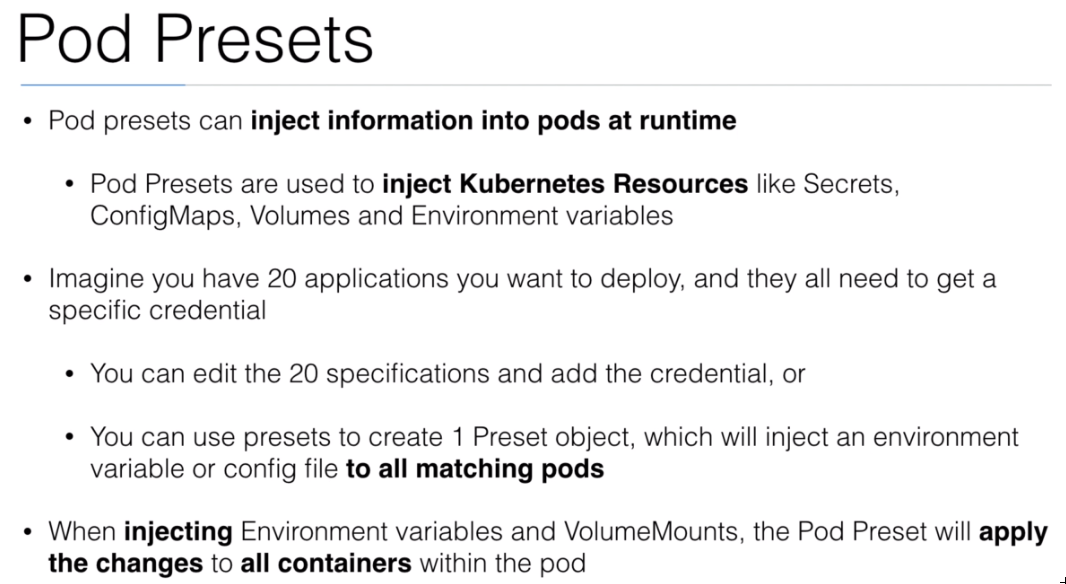 Pod Presets
• Pod presets can inject information into pods at runtime
• Pod Presets are used to inject Kubernetes Resources like Secrets,
ConfigMaps, Volumes and Environment variables
• Imagine you have 20 applications you want to deploy, and they all need to get a
specific credential
• You can edit the 20 specifications and add the credential, or
• You can use presets to create 1 Preset object, which will inject an environment
variable or config file to all matching pods
• When injecting Environment variables and VolumeMounts, the Pod Preset will apply
the changes to all containers within the pod